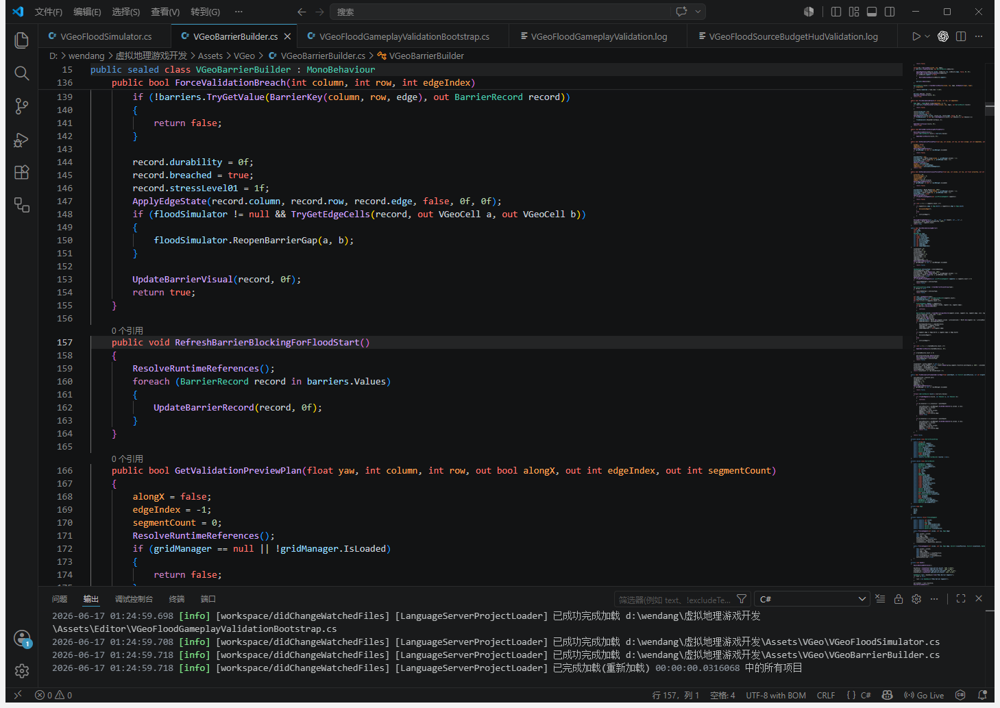 文件(F) 编辑(E) 选择(S) 查看(V) 转到(G) ··· 搜索
VGeoFloodSimulator.cs VGeoBarrierBuilder.cs VGeoFloodGameplayValidationBootstrap.cs VGeoFloodGameplayValidation.log VGeoFloodSourceBudgetHudValidation.log
D: > wendang > 虚拟地理游戏开发 > Assets > VGeo > VGeoBarrierBuilder.cs > VGeoBarrierBuilder
15 public sealed class VGeoBarrierBuilder : MonoBehaviour
136 public bool ForceValidationBreach(int column, int row, int edgeIndex)
139 if (!barriers.TryGetValue(BarrierKey(column, row, edge), out BarrierRecord record))
140 {
141 return false;
142 }
143
144 record.durability = 0f;
145 record.breached = true;
146 record.stressLevel01 = 1f;
147 ApplyEdgeState(record.column, record.row, record.edge, false, 0f, 0f);
148 if (floodSimulator != null && TryGetEdgeCells(record, out VGeoCell a, out VGeoCell b))
149 {
150 floodSimulator.ReopenBarrierGap(a, b);
151 }
152
153 UpdateBarrierVisual(record, 0f);
154 return true;
155 }
156
0 个引用
157 public void RefreshBarrierBlockingForFloodStart()
158 {
159 ResolveRuntimeReferences();
160 foreach (BarrierRecord record in barriers.Values)
161 {
162 UpdateBarrierRecord(record, 0f);
163 }
164 }
165
0 个引用
166 public bool GetValidationPreviewPlan(float yaw, int column, int row, out bool alongX, out int edgeIndex, out int segmentCount)
167 {
168 alongX = false;
169 edgeIndex = -1;
170 segmentCount = 0;
171 ResolveRuntimeReferences();
172 if (gridManager == null || !gridManager.IsLoaded)
173 {
174 return false;
问题 输出 调试控制台 终端 端口 筛选器(例如 text、!excludeTe... C#
2026-06-17 01:24:59.698 [info] [workspace/didChangeWatchedFiles] [LanguageServerProjectLoader] 已成功完成加载 d:\wendang\虚拟地理游戏开发
\Assets\Editor\VGeoFloodGameplayValidationBootstrap.cs
2026-06-17 01:24:59.708 [info] [workspace/didChangeWatchedFiles] [LanguageServerProjectLoader] 已成功完成加载 d:\wendang\虚拟地理游戏开发\Assets\VGeo\VGeoFloodSimulator.cs
2026-06-17 01:24:59.718 [info] [workspace/didChangeWatchedFiles] [LanguageServerProjectLoader] 已成功完成加载 d:\wendang\虚拟地理游戏开发\Assets\VGeo\VGeoBarrierBuilder.cs
2026-06-17 01:24:59.718 [info] [workspace/didChangeWatchedFiles] [LanguageServerProjectLoader] 已完成加载(重新加载) 00:00:00.0316068 中的所有项目
1
0 0 行 157，列 1 空格: 4 UTF-8 with BOM CRLF { } C# Go Live